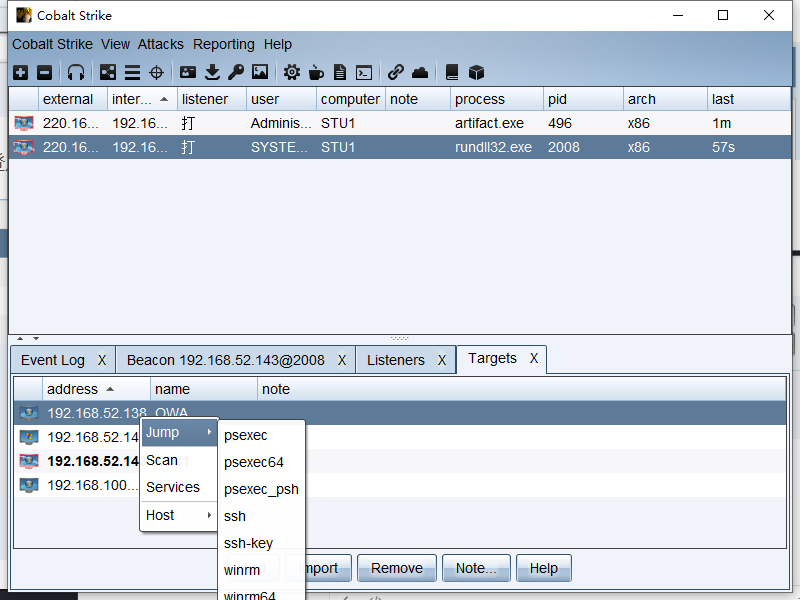 Cobalt Strike
Cobalt Strike View Attacks Reporting Help
external inter... listener user computer note process pid arch last
220.16... 192.16... 打 Adminis... STU1 artifact.exe 496 x86 1m
220.16... 192.16... 打 SYSTE... STU1 rundll32.exe 2008 x86 57s
Event Log X Beacon 192.168.52.143@2008 X Listeners X Targets X
address name note
192.168.52.138 OWA
192.168.52.14
192.168.52.14
192.168.100...
Jump
Scan
Services
Host
psexec
psexec64
psexec_psh
ssh
ssh-key
winrm
winrm64
Import Remove Note... Help